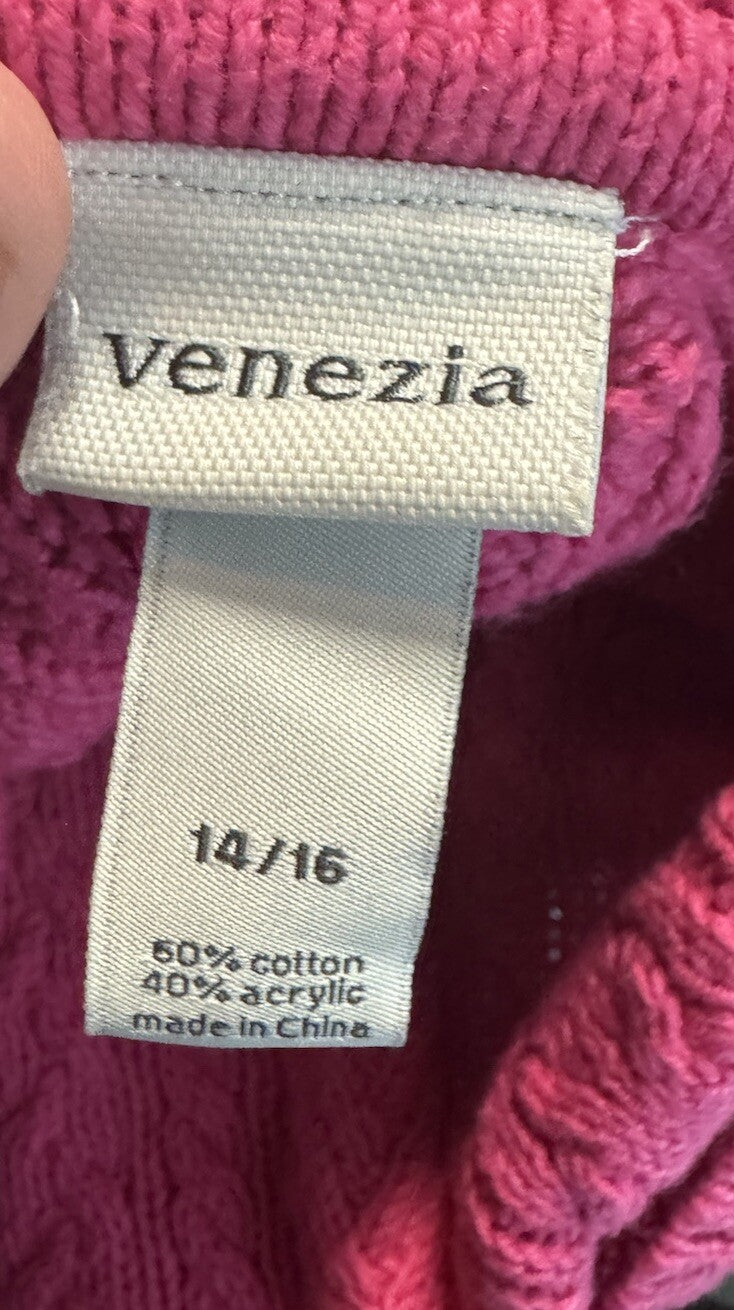 venezia
14/16
60% cotton
40% acrylic
made in China